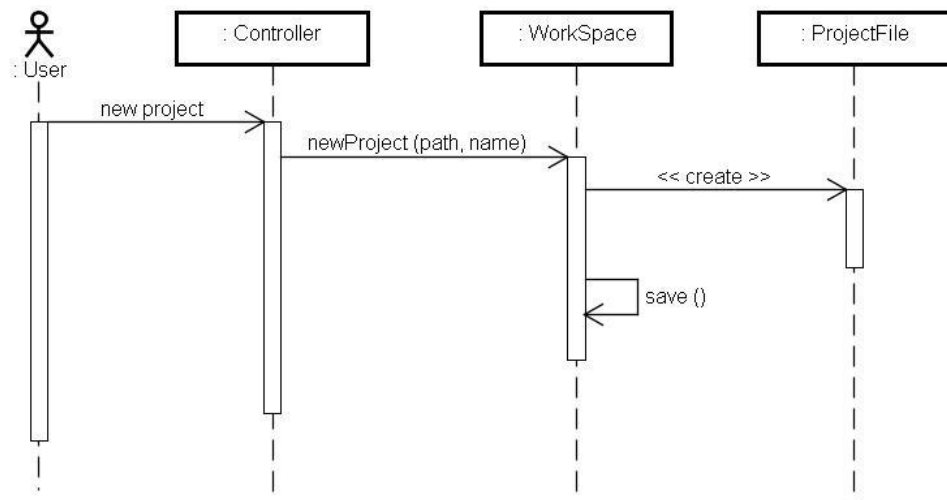 : User
: Controller
: WorkSpace
: ProjectFile
new project
newProject (path, name)
<< create >>
save ()